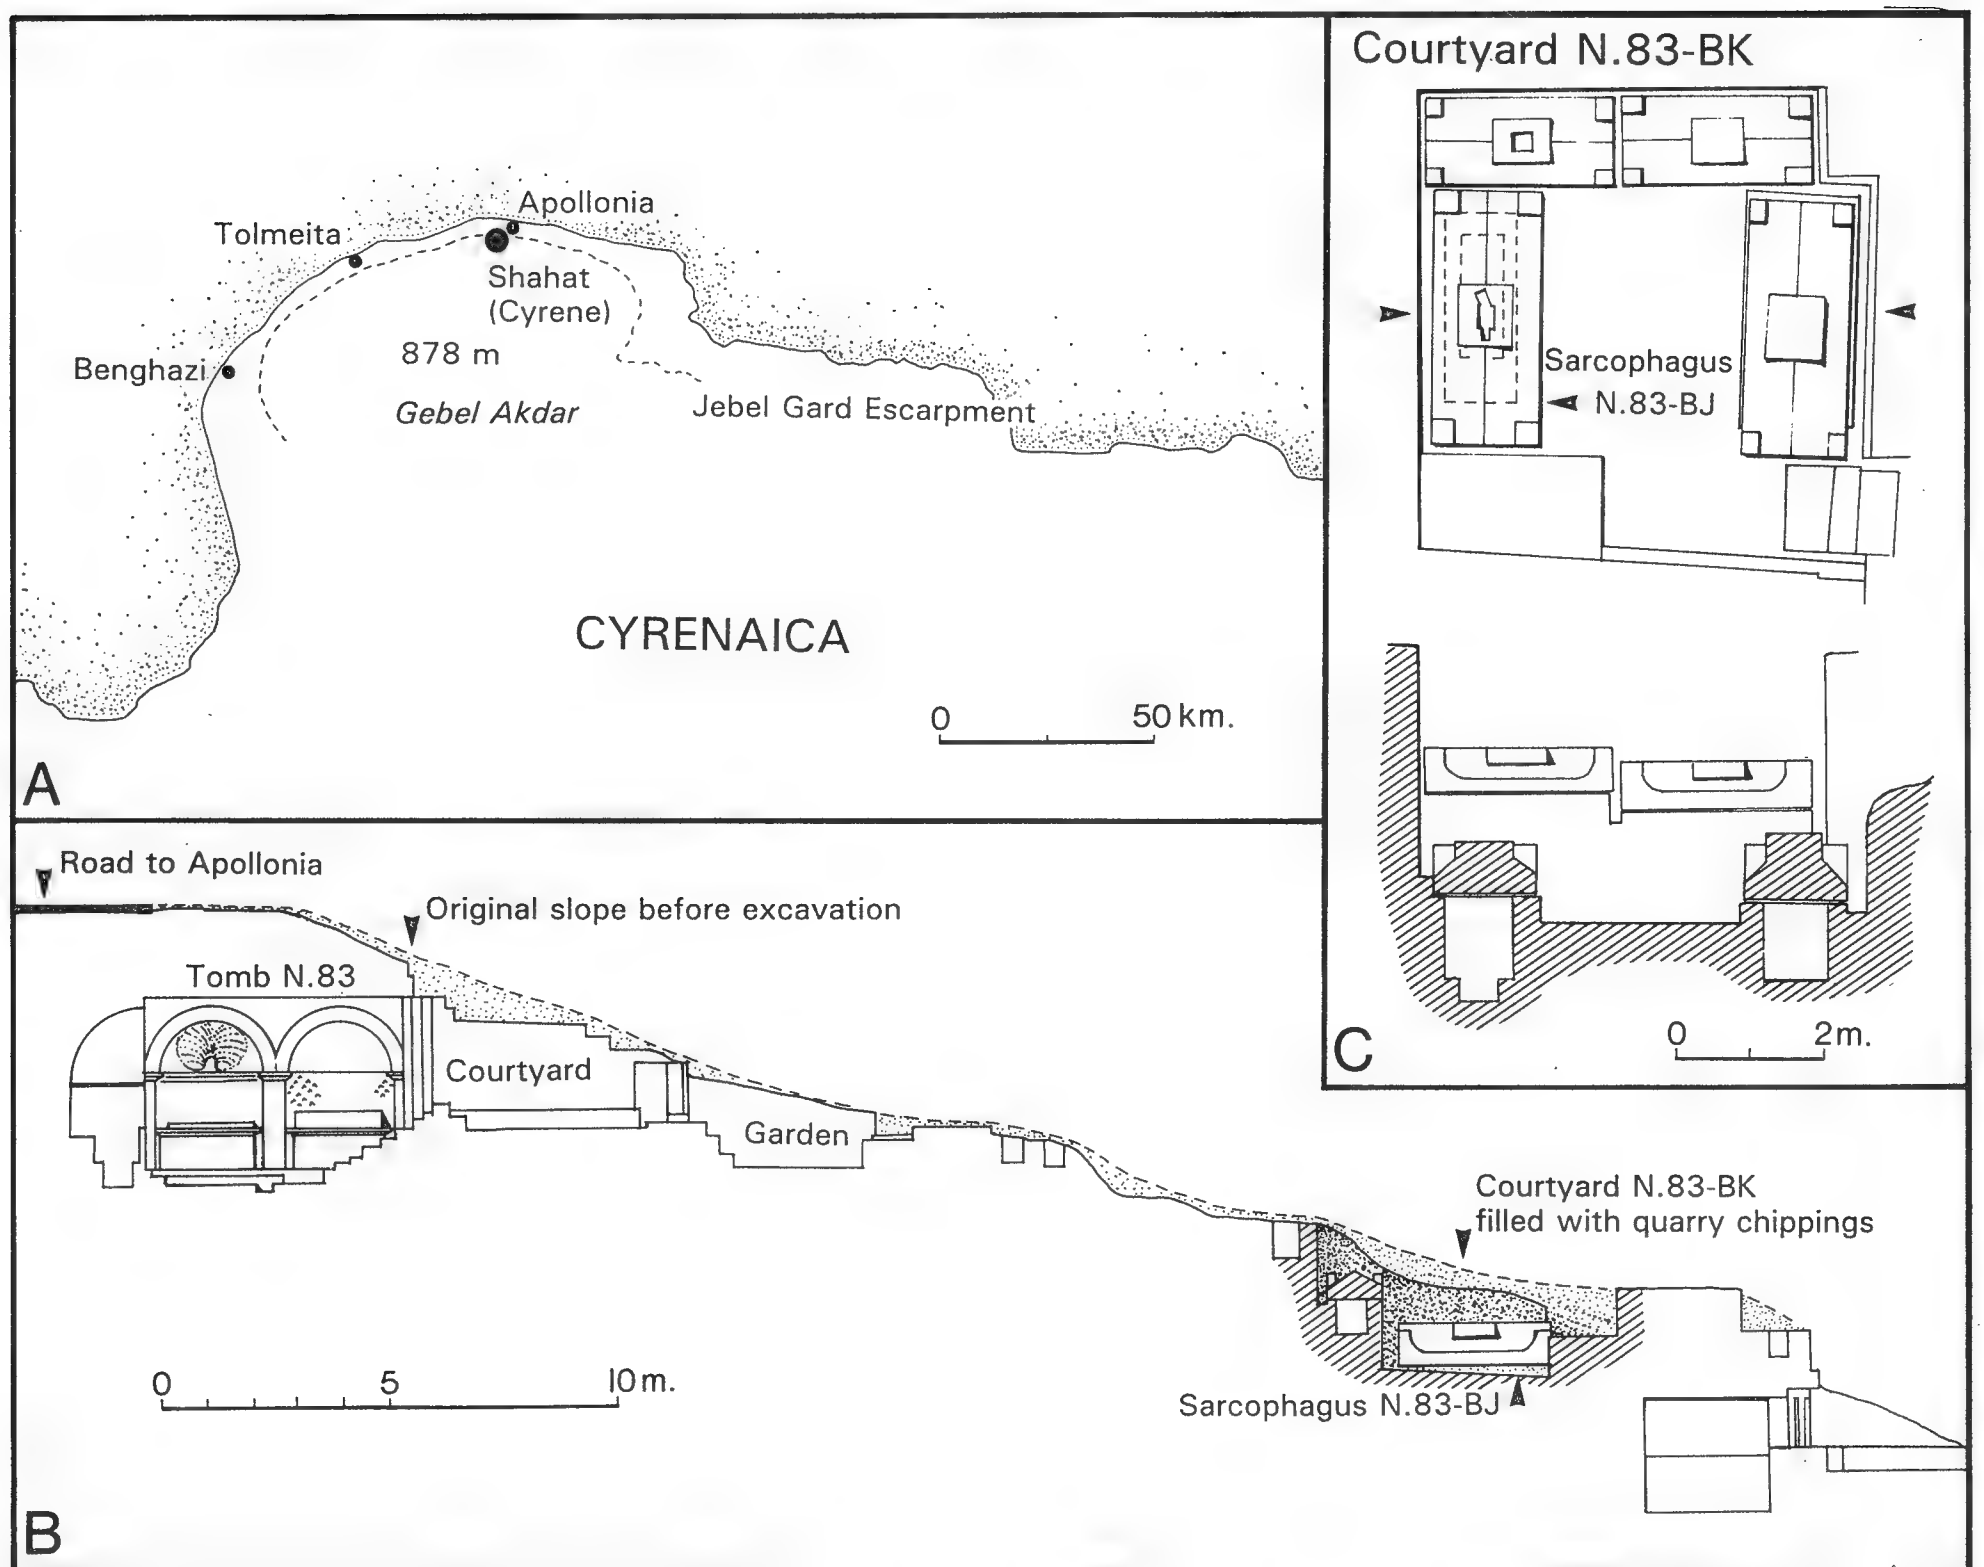 Apollonia
Tolmeita
Shahat
(Cyrene)
878 m
Benghazi
Gebel Akdar
Jebel Gard Escarpment
CYRENAICA
0 50 km.
A
Courtyard N.83-BK
Sarcophagus
N.83-BJ
0 2m.
C
Road to Apollonia
Original slope before excavation
Tomb N.83
Courtyard
Garden
Courtyard N.83-BK
filled with quarry chippings
Sarcophagus N.83-BJ
0 5 10m.
B